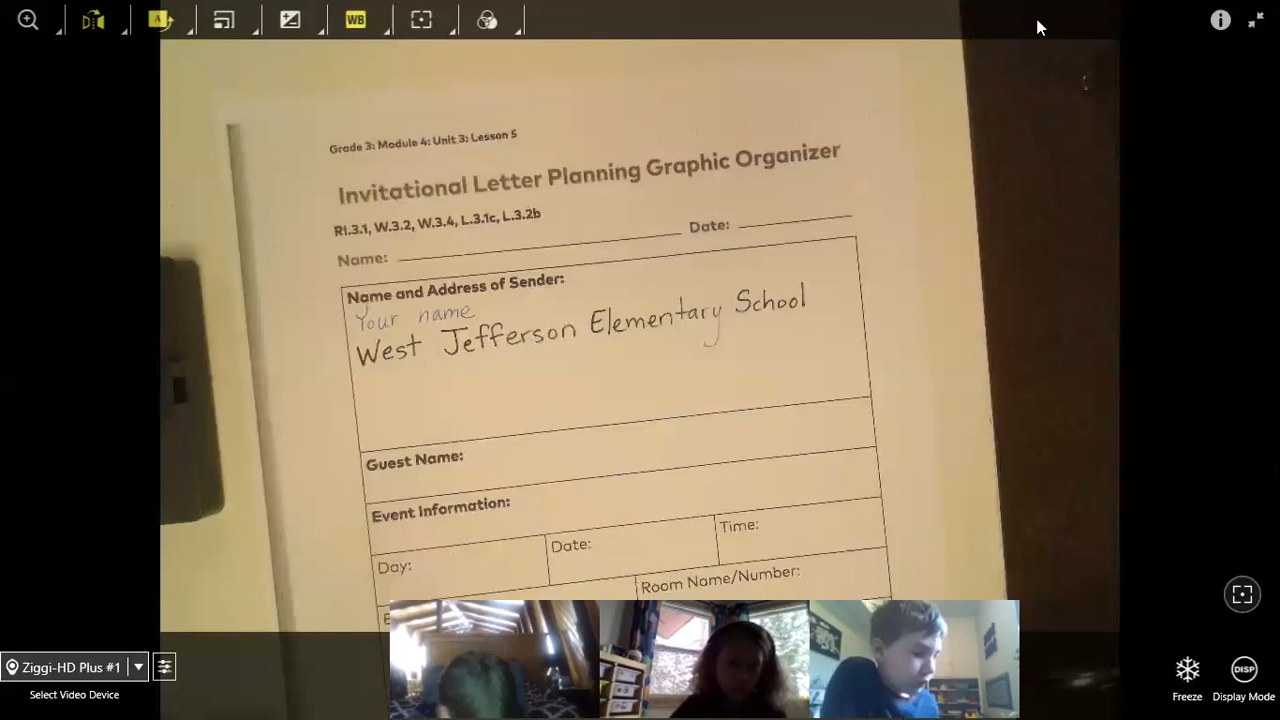 A
WB
i
Grade 3: Module 4: Unit 3: Lesson 5
Invitational Letter Planning Graphic Organizer
RI.3.1, W.3.2, W.3.4, L.3.1c, L.3.2b
Name: Date:
Name and Address of Sender:
Your name
West Jefferson Elementary School
Guest Name:
Event Information:
Day: Date: Time:
Room Name/Number:
Ziggi-HD Plus #1
Select Video Device
DISP
Freeze Display Mode